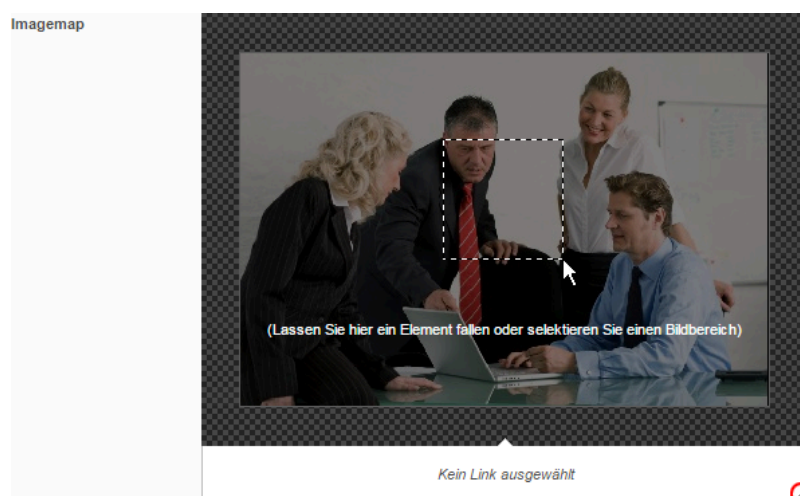 Imagemap
(Lassen Sie hier ein Element fallen oder selektieren Sie einen Bildbereich)
Kein Link ausgewählt